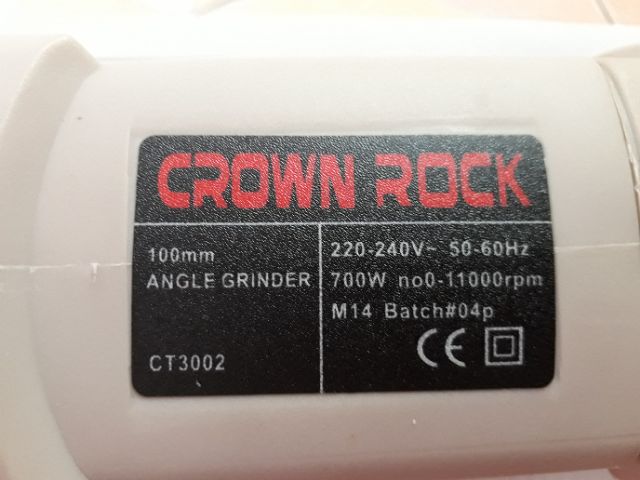 CROWN ROCK
100mm
ANGLE GRINDER
CT3002
220-240V~ 50-60Hz
700W no0-11000rpm
M14 Batch#04p
CE